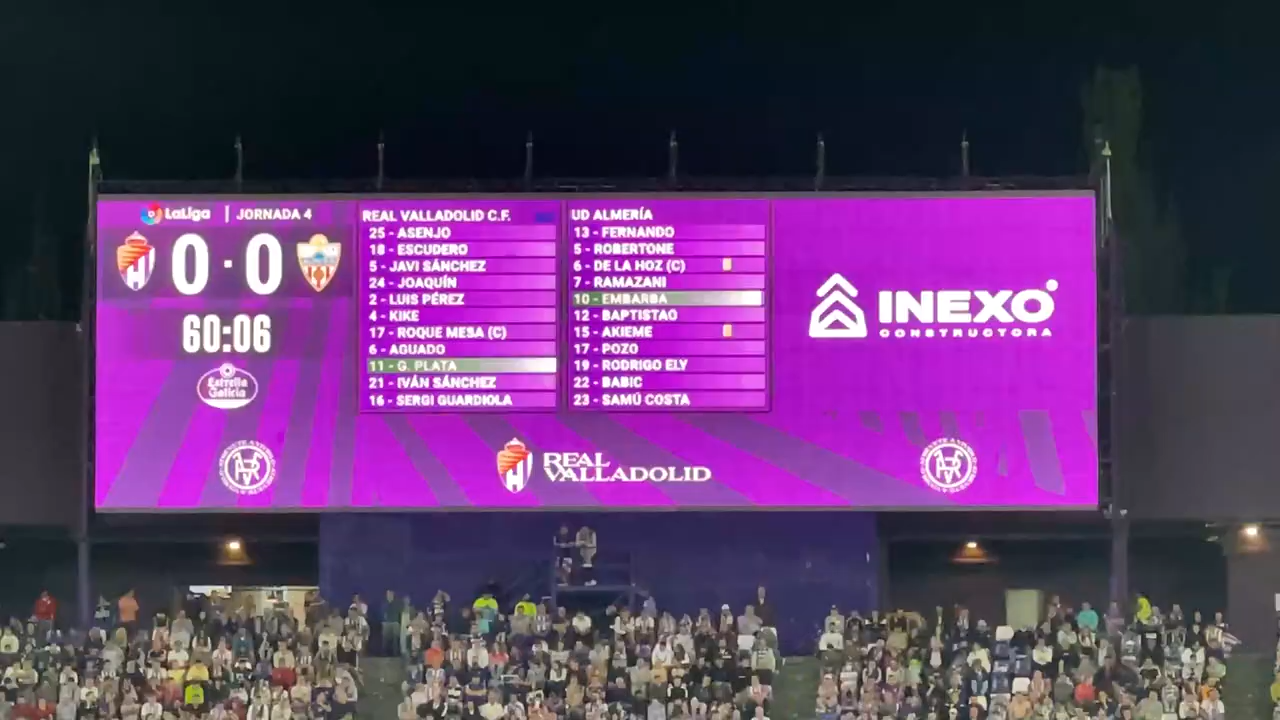 LaLiga | JORNADA 4
0 · 0
60:06
Estrella
Galicia
REAL VALLADOLID C.F.
25 - ASENJO
18 - ESCUDERO
5 - JAVI SÁNCHEZ
24 - JOAQUÍN
2 - LUIS PÉREZ
4 - KIKE
17 - ROQUE MESA (C)
6 - AGUADO
11 - G. PLATA
21 - IVÁN SÁNCHEZ
16 - SERGI GUARDIOLA
UD ALMERÍA
13 - FERNANDO
5 - ROBERTONE
6 - DE LA HOZ (C)
7 - RAMAZANI
10 - EMBARBA
12 - BAPTISTAO
15 - AKIEME
17 - POZO
19 - RODRIGO ELY
22 - BABIC
23 - SAMÚ COSTA
INEXO
CONSTRUCTORA
REAL
VALLADOLID